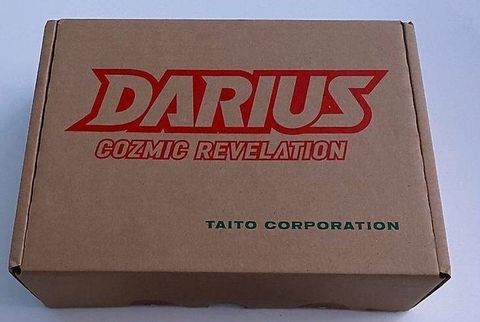 DARIUS
COZMIC REVELATION
TAITO CORPORATION